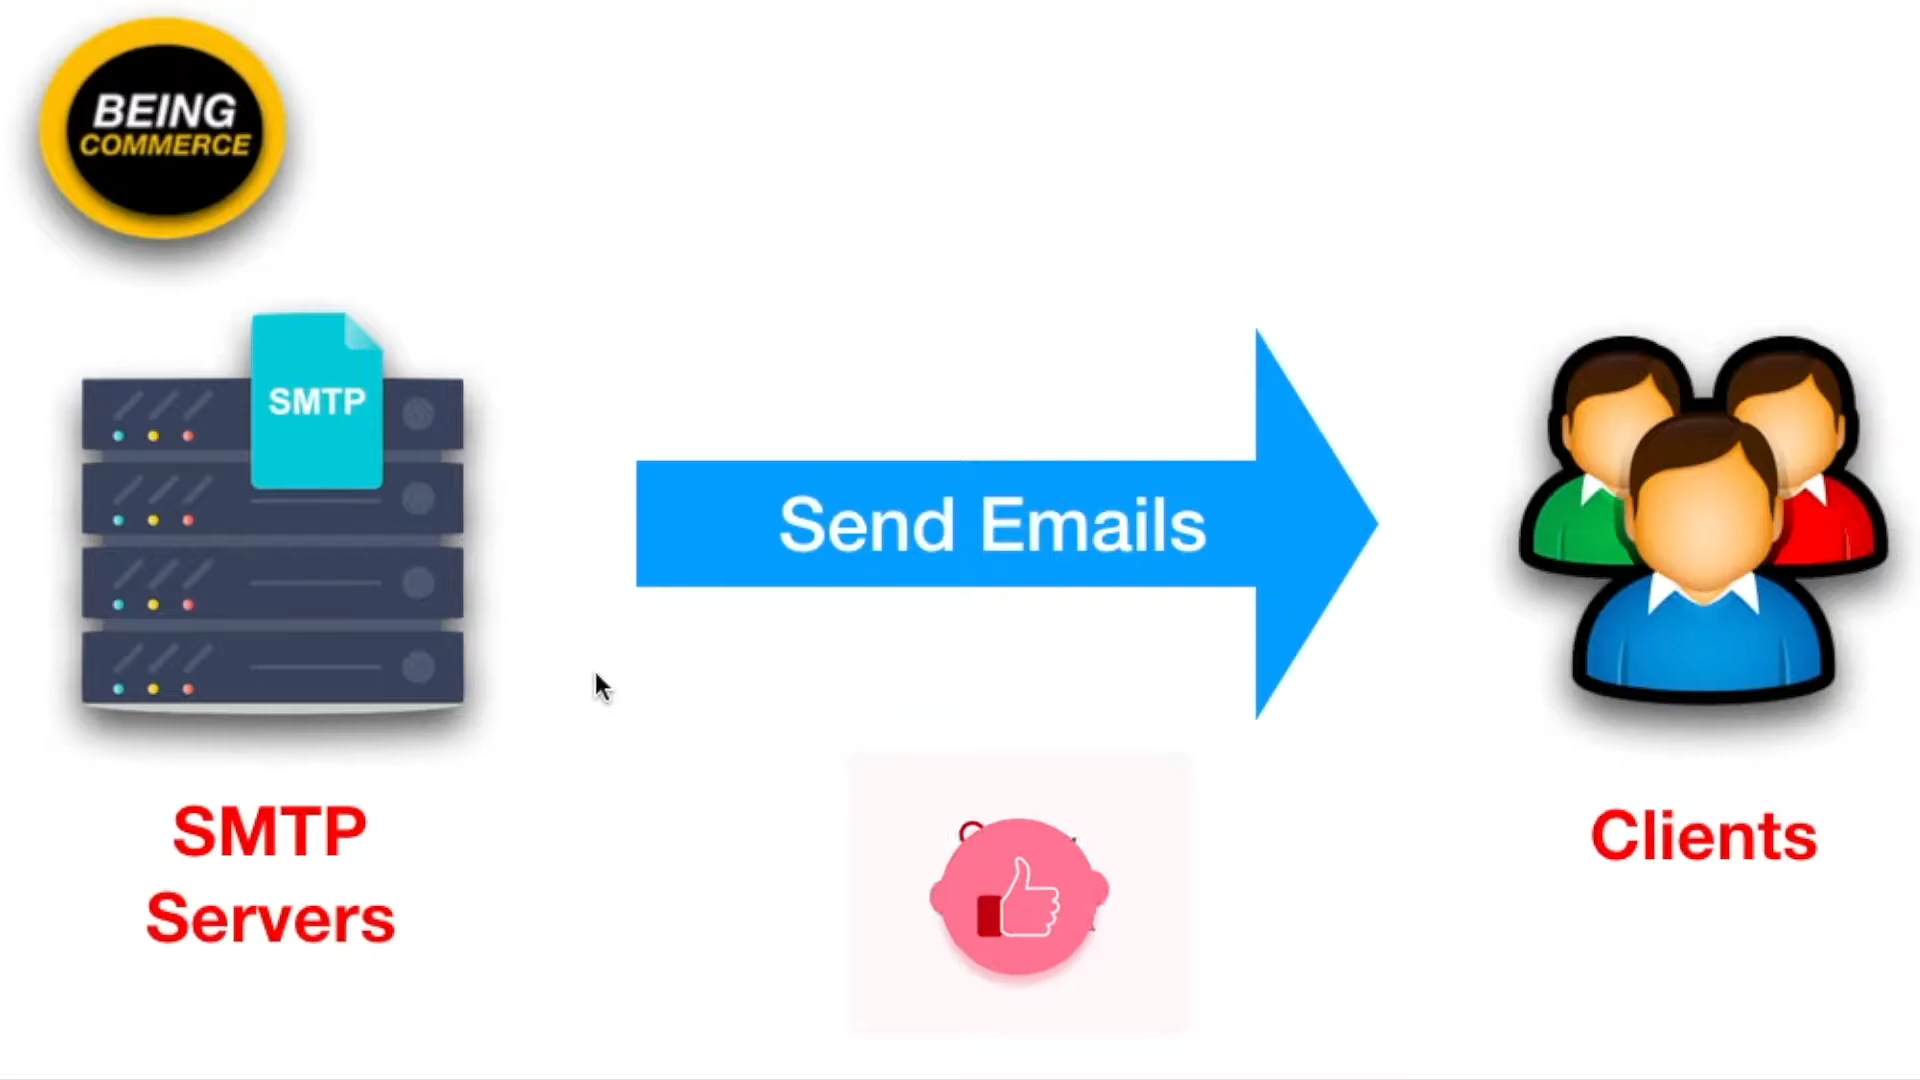 BEING
COMMERCE
SMTP
Send Emails
SMTP
Servers
Clients